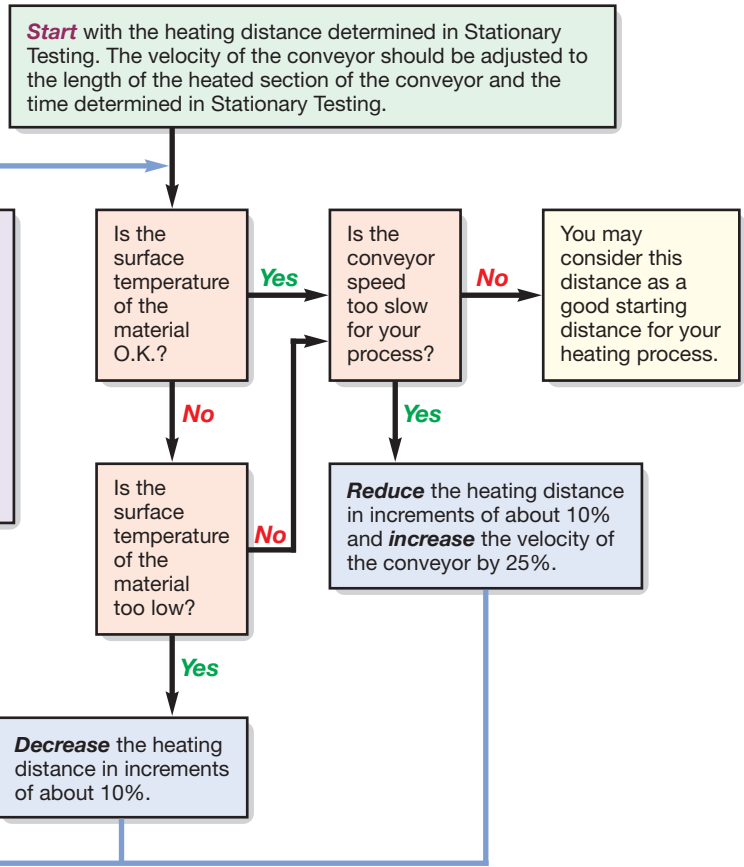 Start with the heating distance determined in Stationary
Testing. The velocity of the conveyor should be adjusted to
the length of the heated section of the conveyor and the
time determined in Stationary Testing.
Is the
surface
temperature
of the
material
O.K.?
Yes
Is the
conveyor
speed
too slow
for your
process?
No
You may
consider this
distance as a
good starting
distance for your
heating process.
No
Yes
Is the
surface
temperature
of the
material
too low?
No
Reduce the heating distance
in increments of about 10%
and increase the velocity of
the conveyor by 25%.
Yes
Decrease the heating
distance in increments
of about 10%.